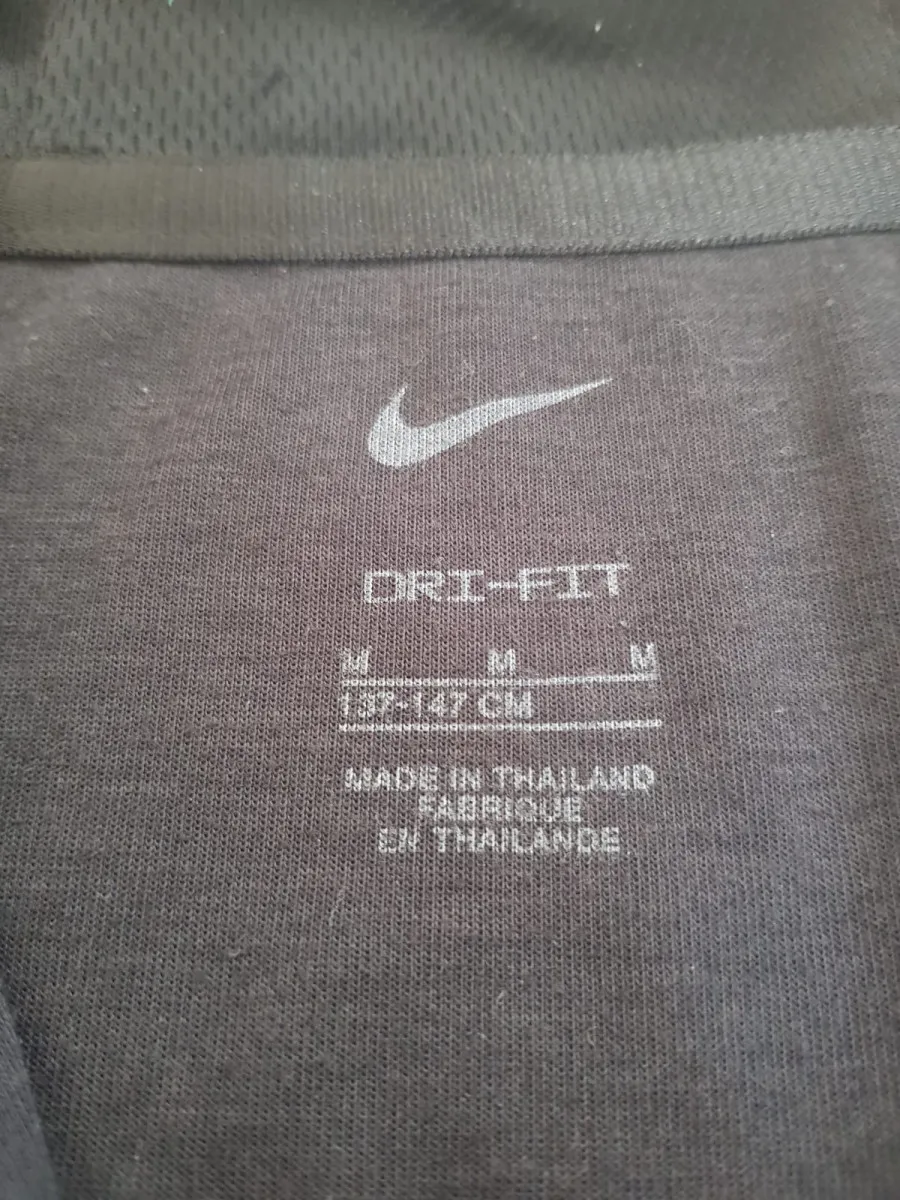 DRI-FIT
M M M
137-147 CM
MADE IN THAILAND
FABRIQUE
EN THAILANDE